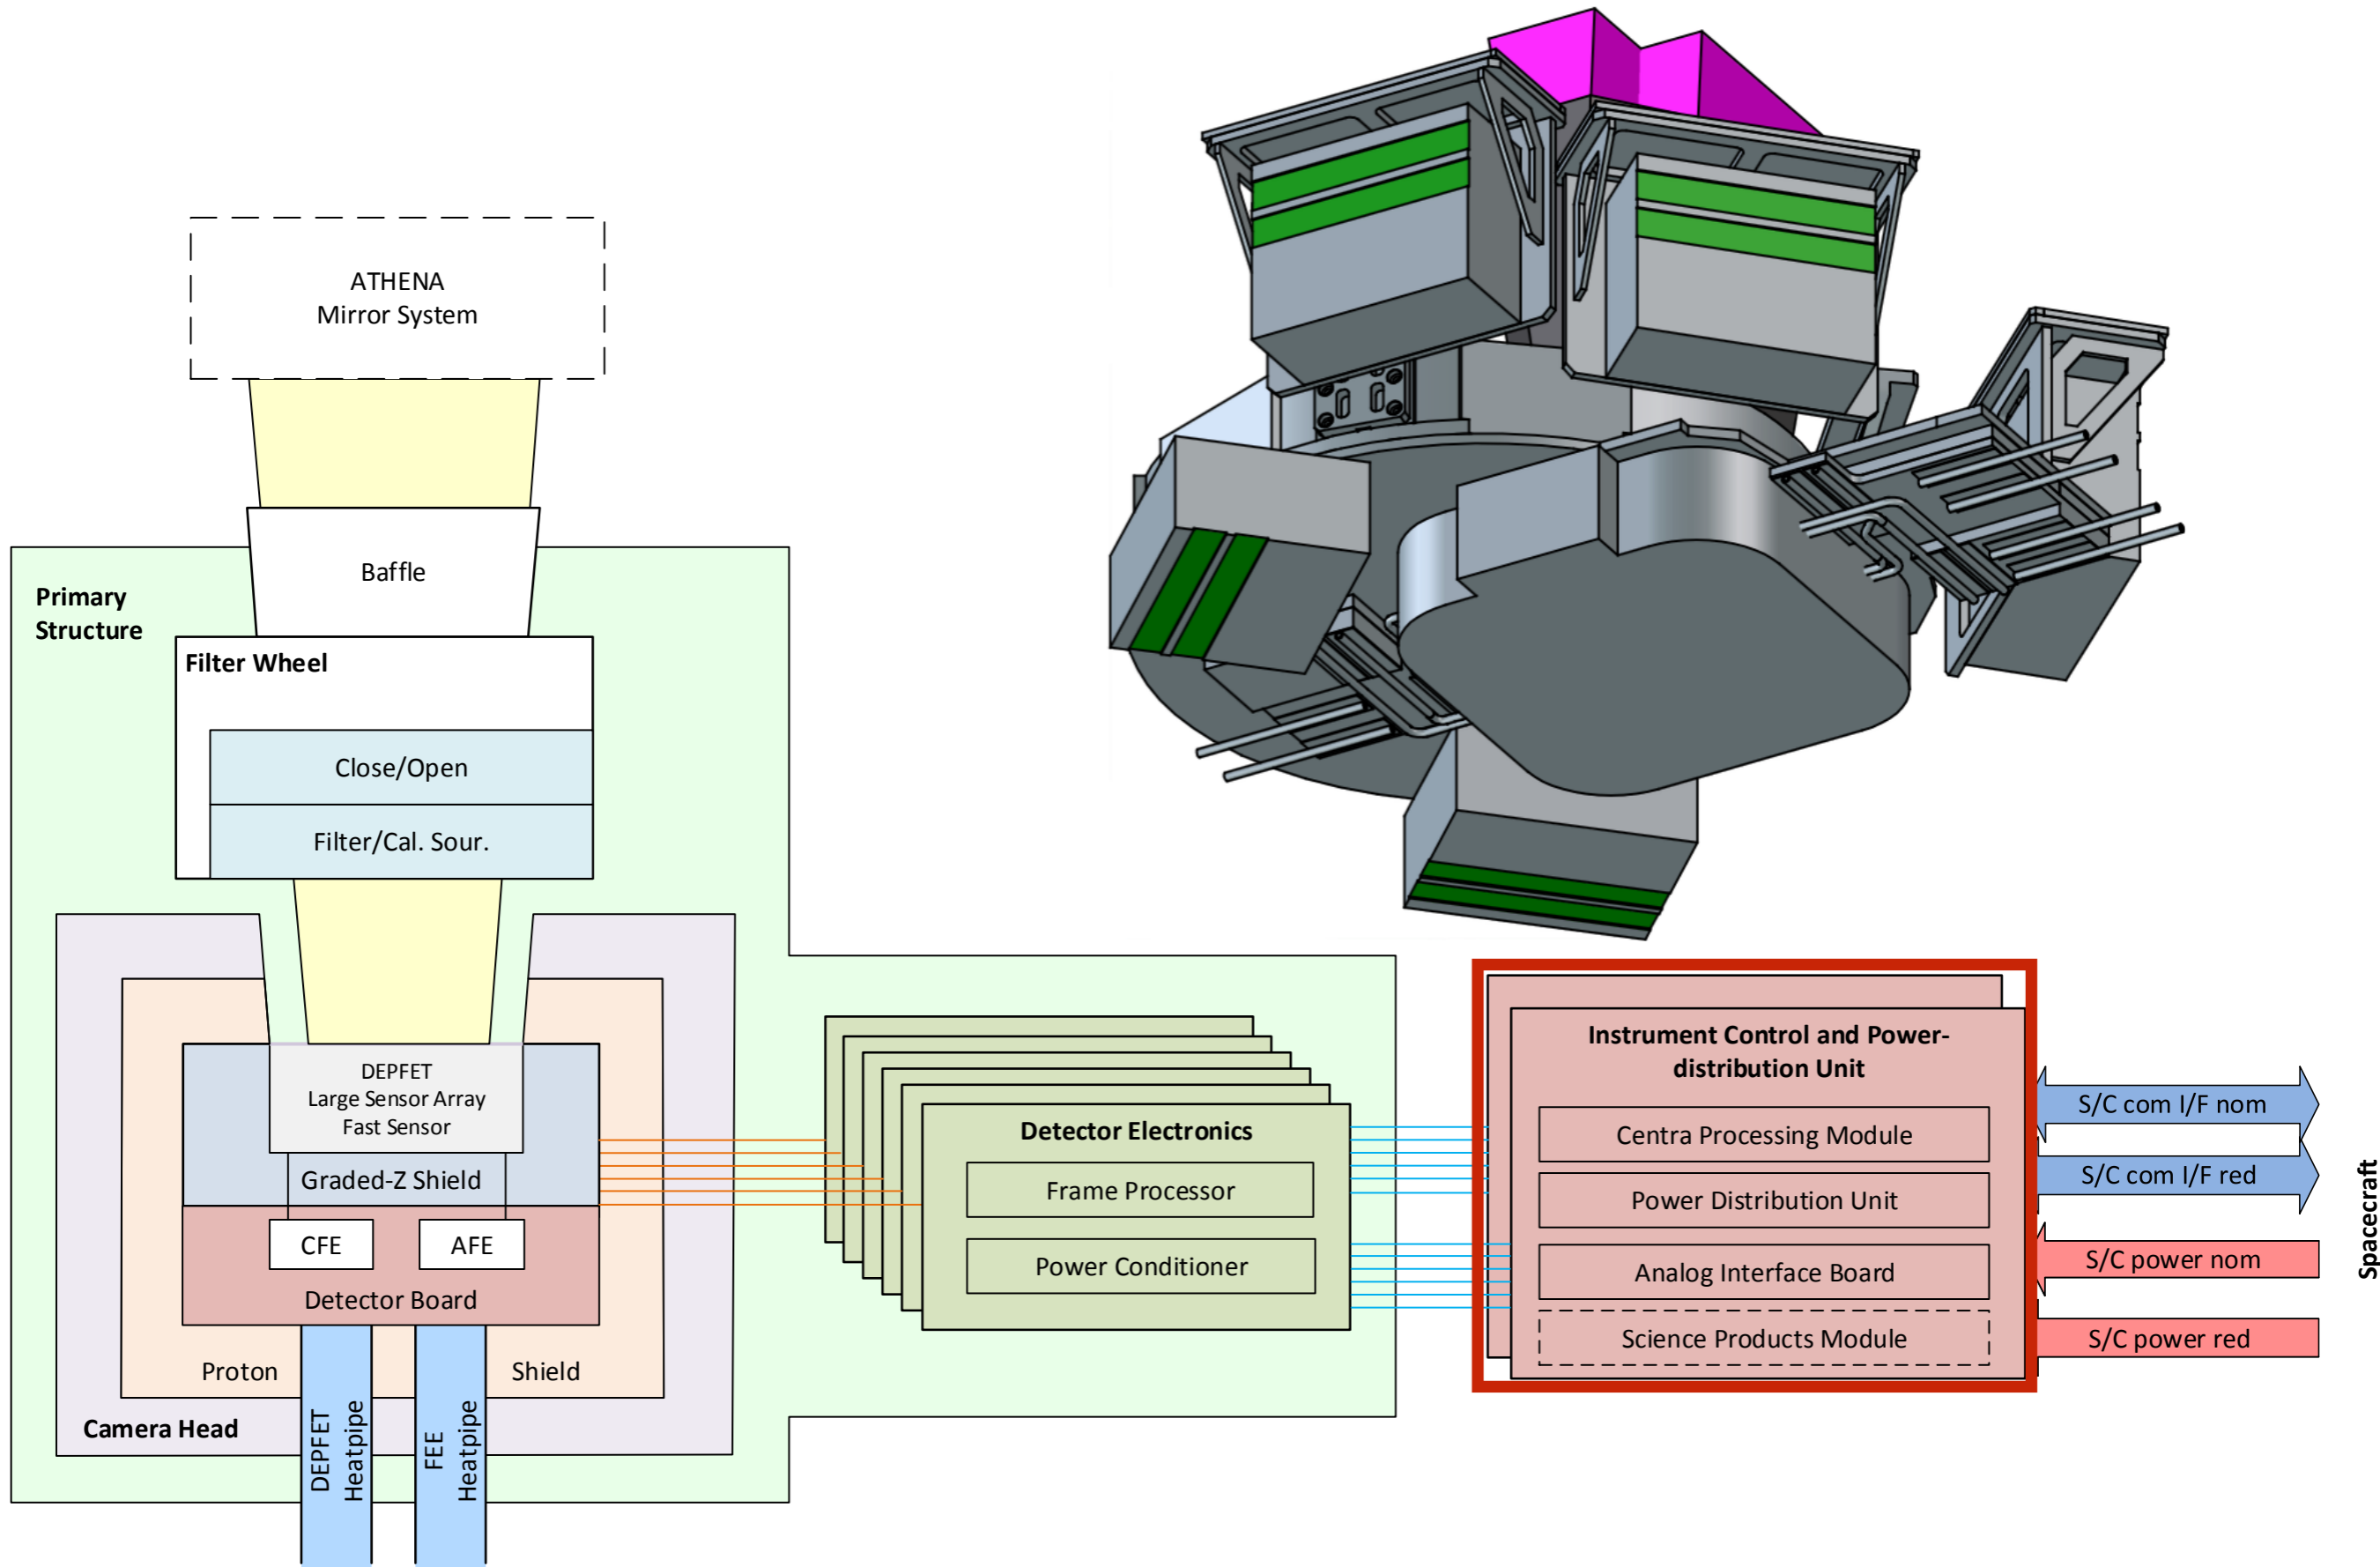 ATHENA
Mirror System
Baffle
Primary
Structure
Filter Wheel
Close/Open
Filter/Cal. Sour.
DEPFET
Large Sensor Array
Fast Sensor
Graded-Z Shield
CFE
AFE
Detector Board
Proton
Shield
Camera Head
DEPFET
Heatpipe
FEE
Heatpipe
Detector Electronics
Frame Processor
Power Conditioner
Instrument Control and Power-
distribution Unit
Centra Processing Module
Power Distribution Unit
Analog Interface Board
Science Products Module
S/C com I/F nom
S/C com I/F red
S/C power nom
S/C power red
Spacecraft